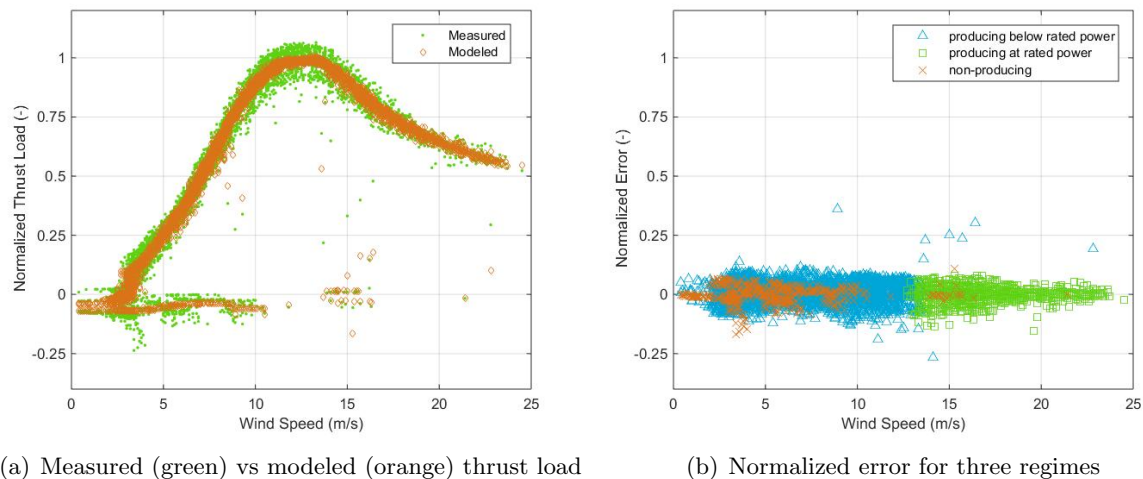 Measured
Modeled
Normalized Thrust Load (-)
1
0.75
0.5
0.25
0
-0.25
0 5 10 15 20 25
Wind Speed (m/s)
(a) Measured (green) vs modeled (orange) thrust load
producing below rated power
producing at rated power
non-producing
Normalized Error (-)
1
0.75
0.5
0.25
0
-0.25
0 5 10 15 20 25
Wind Speed (m/s)
(b) Normalized error for three regimes